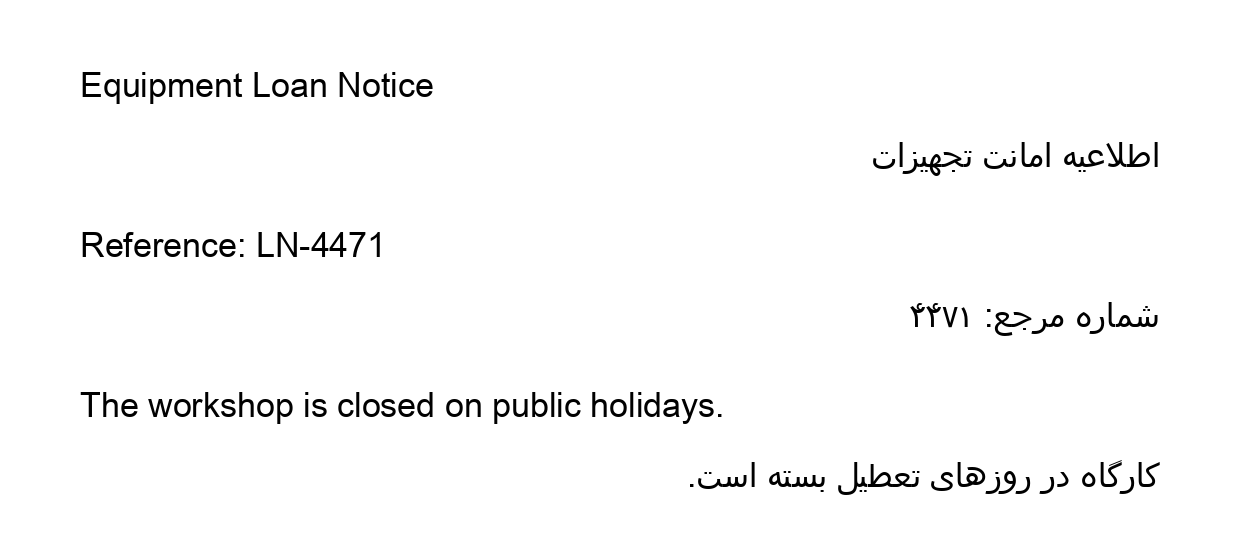 Equipment Loan Notice
اطلاعیه امانت تجهیزات
Reference: LN-4471
شماره مرجع: ۴۴۷۱
The workshop is closed on public holidays.
کارگاه در روزهای تعطیل بسته است.